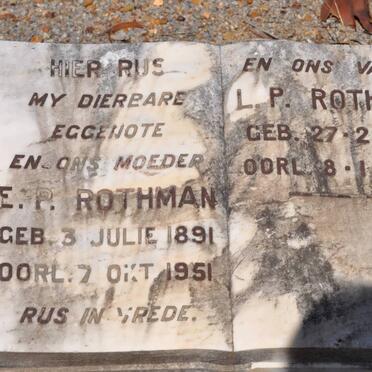 HIER RUS
MY DIERBARE
EGGENOTE
EN ONS MOEDER
E. P. ROTHMAN
GEB. 3 JULIE 1891
OORL. 7 OKT. 1951
RUS IN VREDE.
EN ONS VA
L. P. ROTH
GEB. 27-2
OORL. 8-1